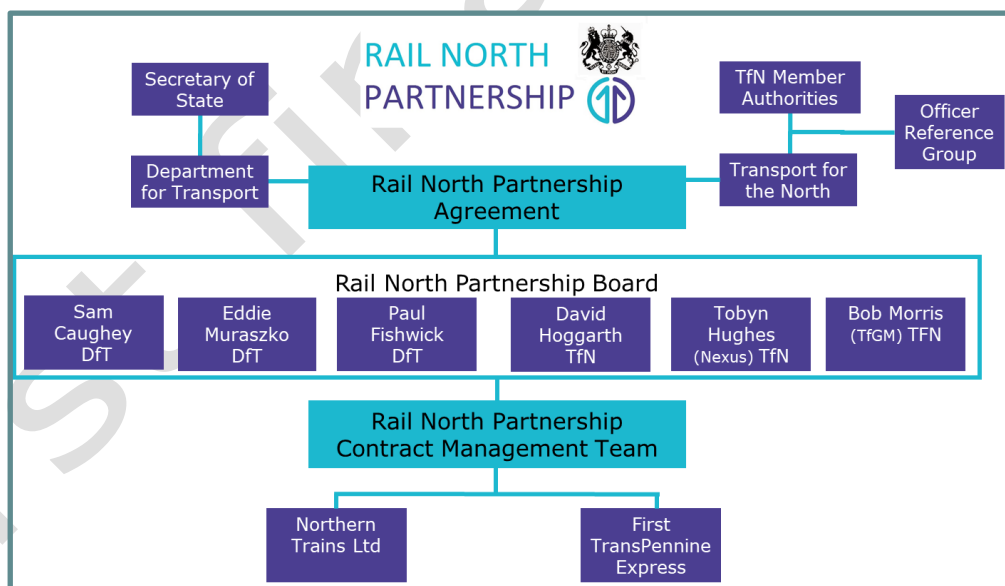 RAIL NORTH
PARTNERSHIP
Secretary of
State
TfN Member
Authorities
Officer
Reference
Group
Department
for Transport
Rail North Partnership
Agreement
Transport for
the North
Rail North Partnership Board
Sam
Caughey
DfT
Eddie
Muraszko
DfT
Paul
Fishwick
DfT
David
Hoggarth
TfN
Tobyn
Hughes
(Nexus) TfN
Bob Morris
(TfGM) TFN
Rail North Partnership
Contract Management Team
Northern
Trains Ltd
First
TransPennine
Express